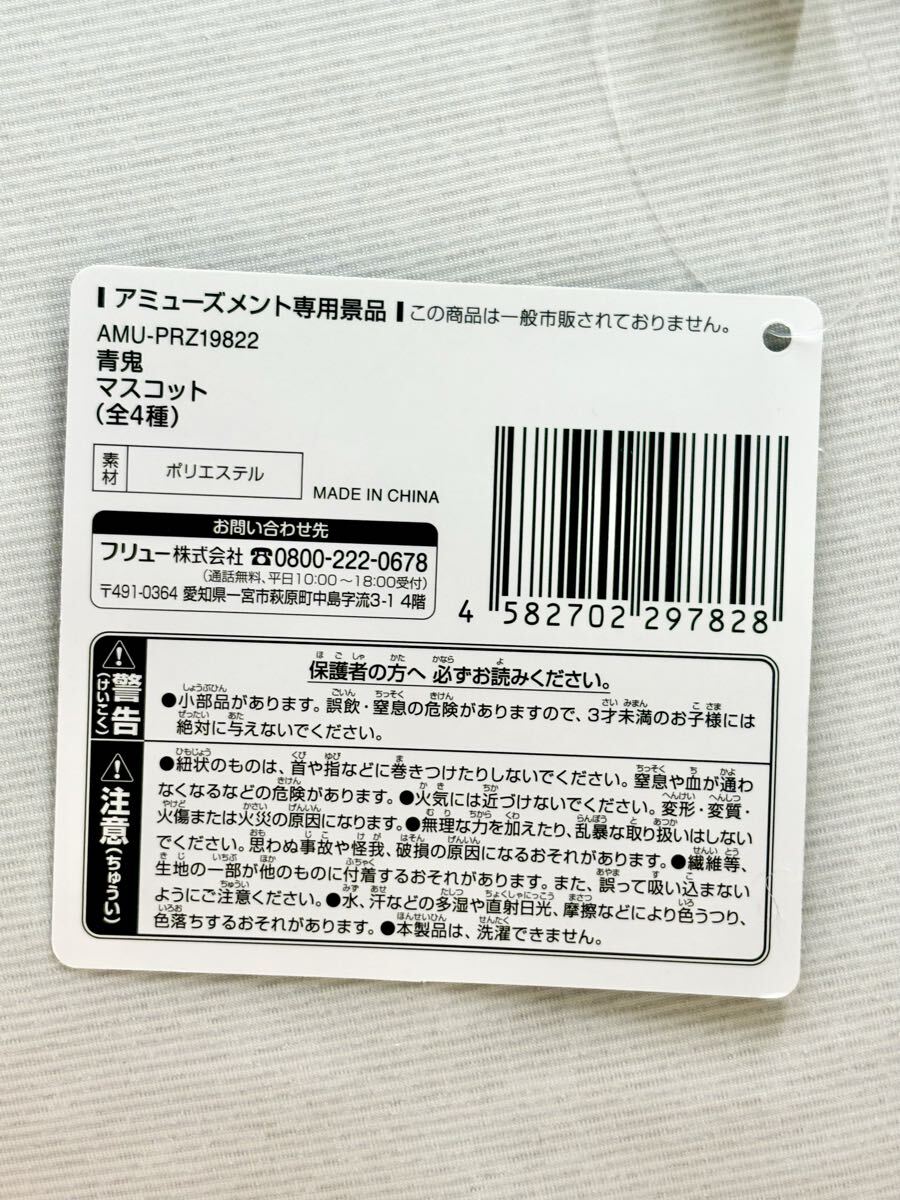 アミューズメント専用景品 この商品は一般市販されておりません。
AMU-PRZ19822
青鬼
マスコット
(全4種)
素材 ポリエステル
MADE IN CHINA
お問い合わせ先
フリュー株式会社 ☎0800-222-0678
(通話無料、平日10:00～18:00受付)
〒491-0364 愛知県一宮市萩原町中島字流3-1 4階
4 582702 297828
警告(けいこく)
保護者の方へ 必ずお読みください。
●小部品があります。誤飲・窒息の危険がありますので、3才未満のお子様には
絶対に与えないでください。
注意(ちゅうい)
●紐状のものは、首や指などに巻きつけたりしないでください。窒息や血が通わ
なくなるなどの危険があります。●火気には近づけないでください。変形・変質・
火傷または火災の原因になります。●無理な力を加えたり、乱暴な取り扱いはしない
でください。思わぬ事故や怪我、破損の原因になるおそれがあります。●繊維等、
生地の一部が他のものに付着するおそれがあります。また、誤って吸い込まない
ようにご注意ください。●水、汗などの多湿や直射日光、摩擦などにより色うつり、
色落ちするおそれがあります。●本製品は、洗濯できません。